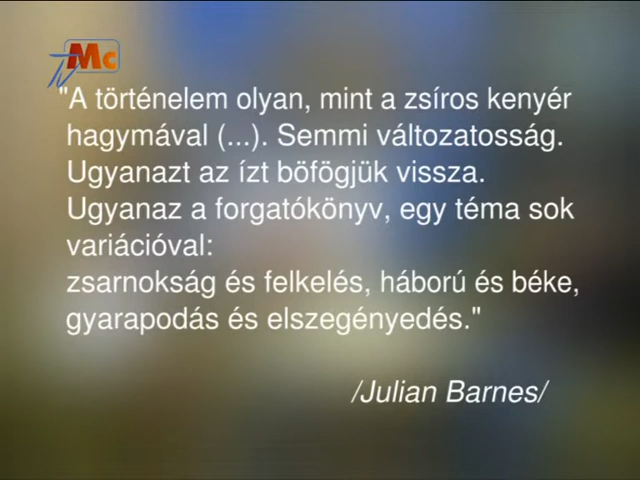 TV Mc
"A történelem olyan, mint a zsíros kenyér
hagymával (...). Semmi változatosság.
Ugyanazt az ízt böfögjük vissza.
Ugyanaz a forgatókönyv, egy téma sok
variációval:
zsarnokság és felkelés, háború és béke,
gyarapodás és elszegényedés."
/Julian Barnes/